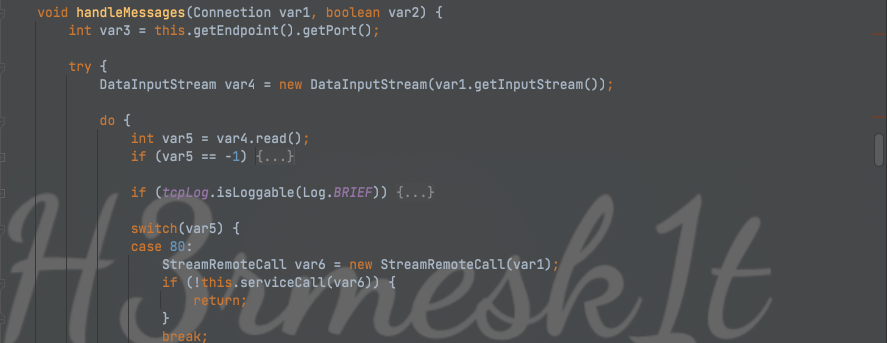 void handleMessages(Connection var1, boolean var2) {
int var3 = this.getEndpoint().getPort();
try {
DataInputStream var4 = new DataInputStream(var1.getInputStream());
do {
int var5 = var4.read();
if (var5 == -1) {...}
if (tcpLog.isLoggable(Log.BRIEF)) {...}
switch(var5) {
case 80:
StreamRemoteCall var6 = new StreamRemoteCall(var1);
if (!this.serviceCall(var6)) {
return;
}
break;
H3rmesk1t